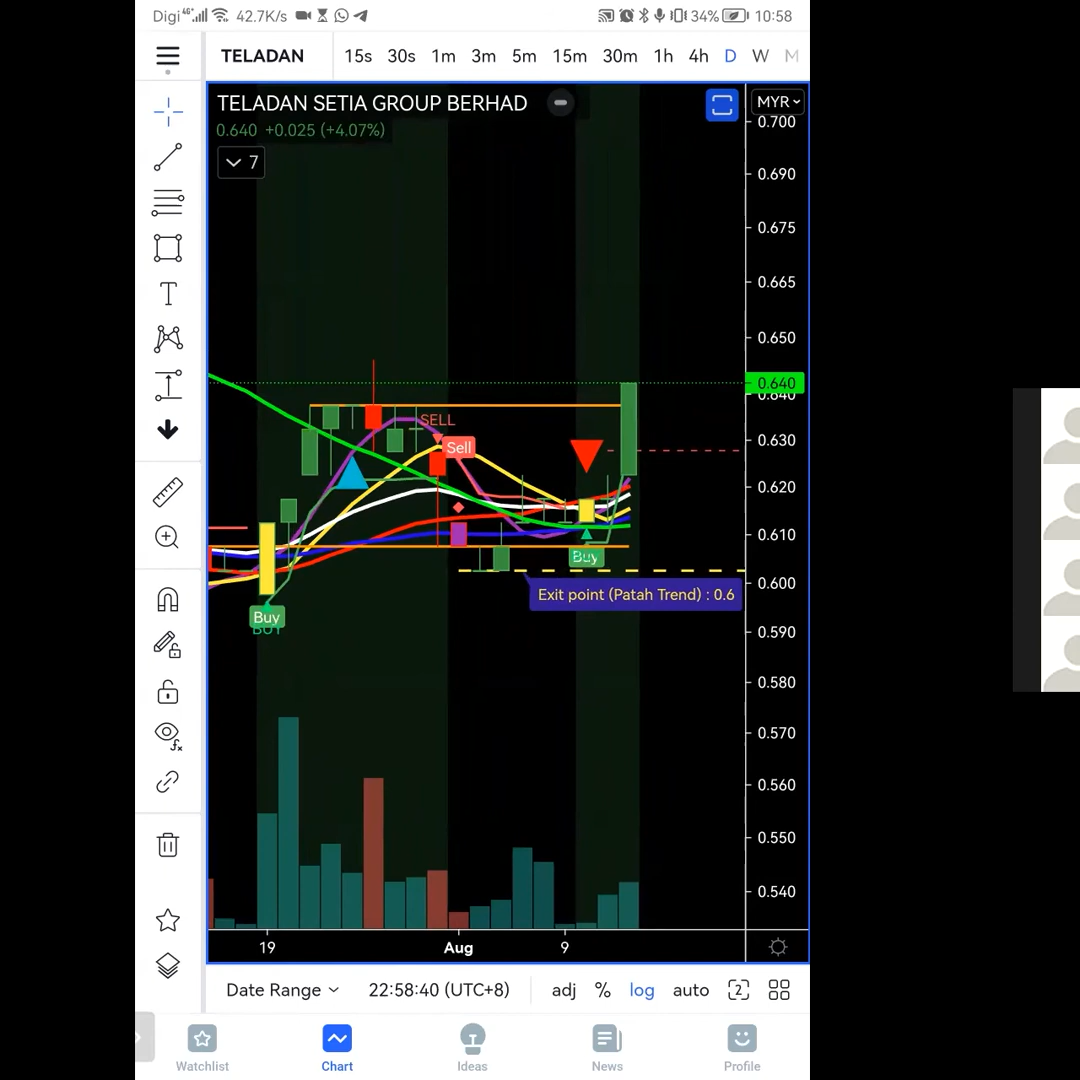 Digi 4G 42.7K/s 34% 10:58
TELADAN 15s 30s 1m 3m 5m 15m 30m 1h 4h D W M
TELADAN SETIA GROUP BERHAD
MYR
0.640 +0.025 (+4.07%)
7
0.700
0.690
0.675
0.665
0.650
0.640
0.640
0.630
0.620
0.610
0.600
0.590
0.580
0.570
0.560
0.550
0.540
SELL
Sell
Buy
Exit point (Patah Trend) : 0.6
Buy
BUY
19 Aug 9
Date Range 22:58:40 (UTC+8) adj % log auto 2
Watchlist Chart Ideas News Profile